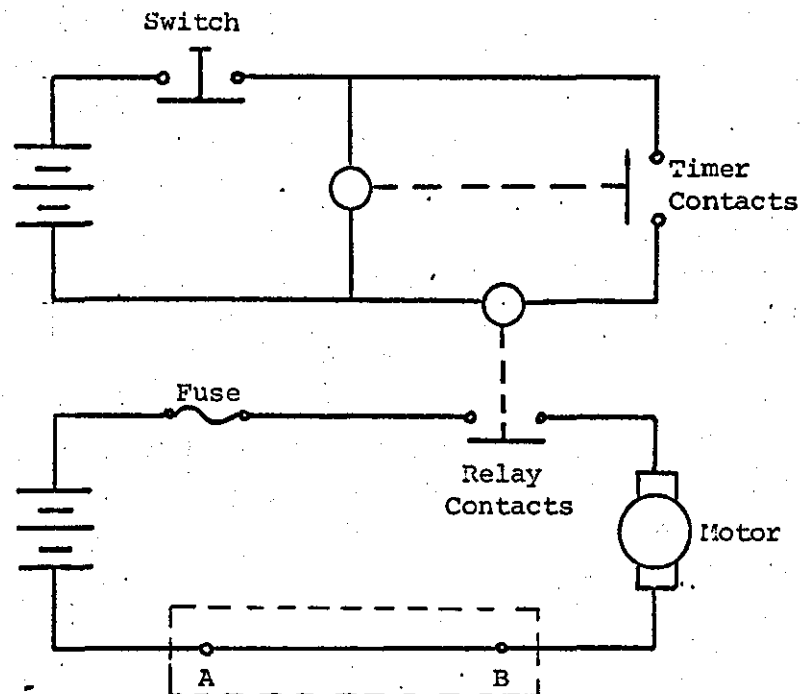 Switch
Timer
Contacts
Fuse
Relay
Contacts
Motor
A
B